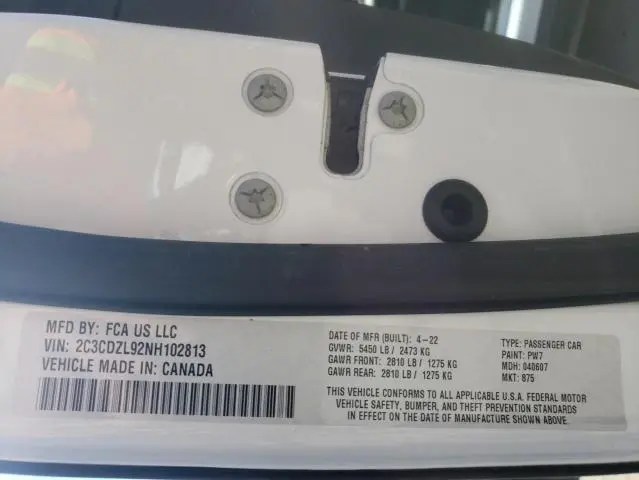 MFD BY: FCA US LLC
VIN: 2C3CDZL92NH102813
VEHICLE MADE IN: CANADA
DATE OF MFR (BUILT): 4-22
GVWR: 5450 LB / 2473 KG
GAWR FRONT: 2810 LB / 1275 KG
GAWR REAR: 2810 LB / 1275 KG
TYPE: PASSENGER CAR
PAINT: PW7
MDH: 040607
MKT: 875
THIS VEHICLE CONFORMS TO ALL APPLICABLE U.S.A. FEDERAL MOTOR
VEHICLE SAFETY, BUMPER, AND THEFT PREVENTION STANDARDS
IN EFFECT ON THE DATE OF MANUFACTURE SHOWN ABOVE.